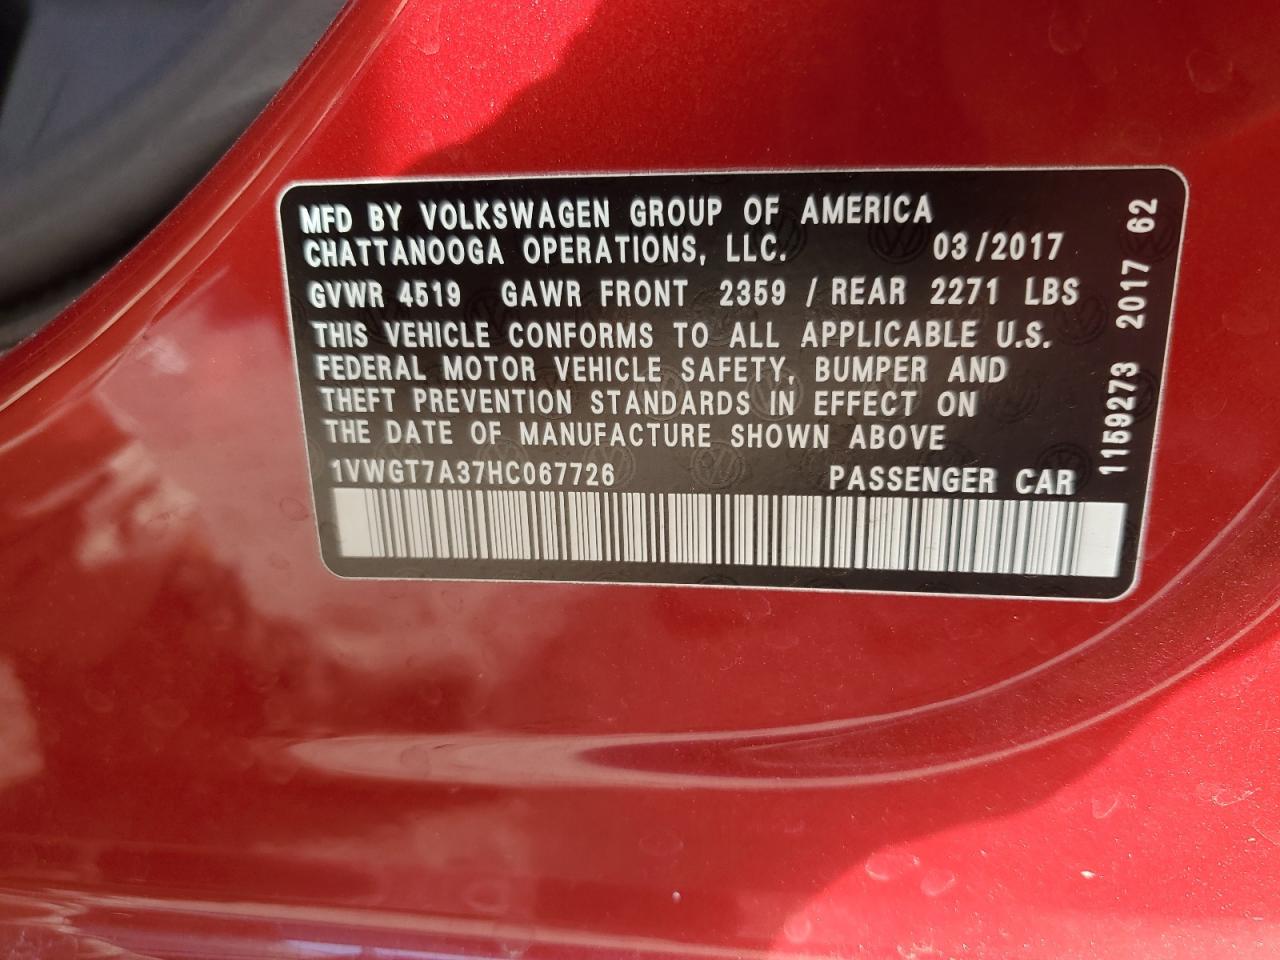 MFD BY VOLKSWAGEN GROUP OF AMERICA
CHATTANOOGA OPERATIONS, LLC. 03/2017
GVWR 4519 GAWR FRONT 2359 / REAR 2271 LBS
THIS VEHICLE CONFORMS TO ALL APPLICABLE U.S.
FEDERAL MOTOR VEHICLE SAFETY, BUMPER AND
THEFT PREVENTION STANDARDS IN EFFECT ON
THE DATE OF MANUFACTURE SHOWN ABOVE
1VWGT7A37HC067726 PASSENGER CAR
1159273 2017 62